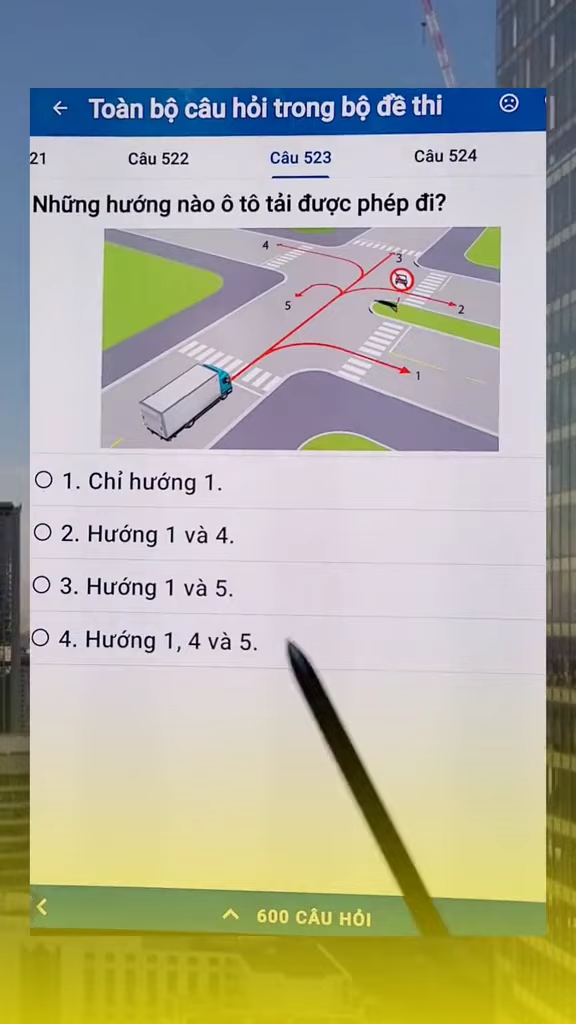 Toàn bộ câu hỏi trong bộ đề thi
21 Câu 522 Câu 523 Câu 524
Những hướng nào ô tô tải được phép đi?
4
3
5
2
1
1. Chỉ hướng 1.
2. Hướng 1 và 4.
3. Hướng 1 và 5.
4. Hướng 1, 4 và 5.
600 CÂU HỎI